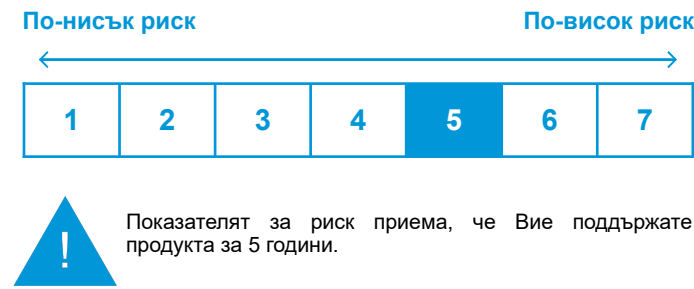 По-нисък риск По-висок риск
1 2 3 4 5 6 7
!
Показателят за риск приема, че Вие поддържате
продукта за 5 години.